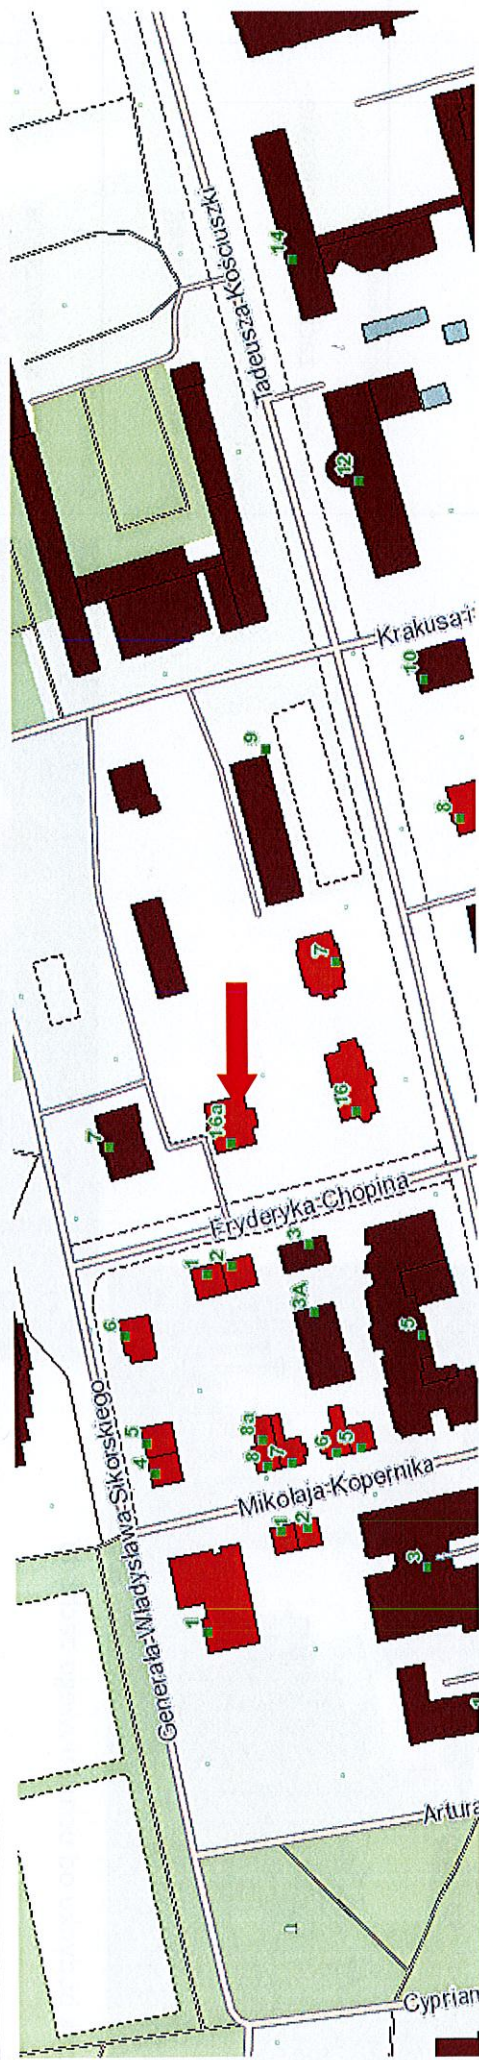 14
Tadeusza Kościuszki
12
Krakusa i
10
9
8
7
16
16a
7
Fryderyka Chopina
1
2
3
3A
5
6
Generała Władysława Sikorskiego
5
4
8a
8
7
6
5
Mikołaja Kopernika
1
2
1
3
1
Artura
Cyprian